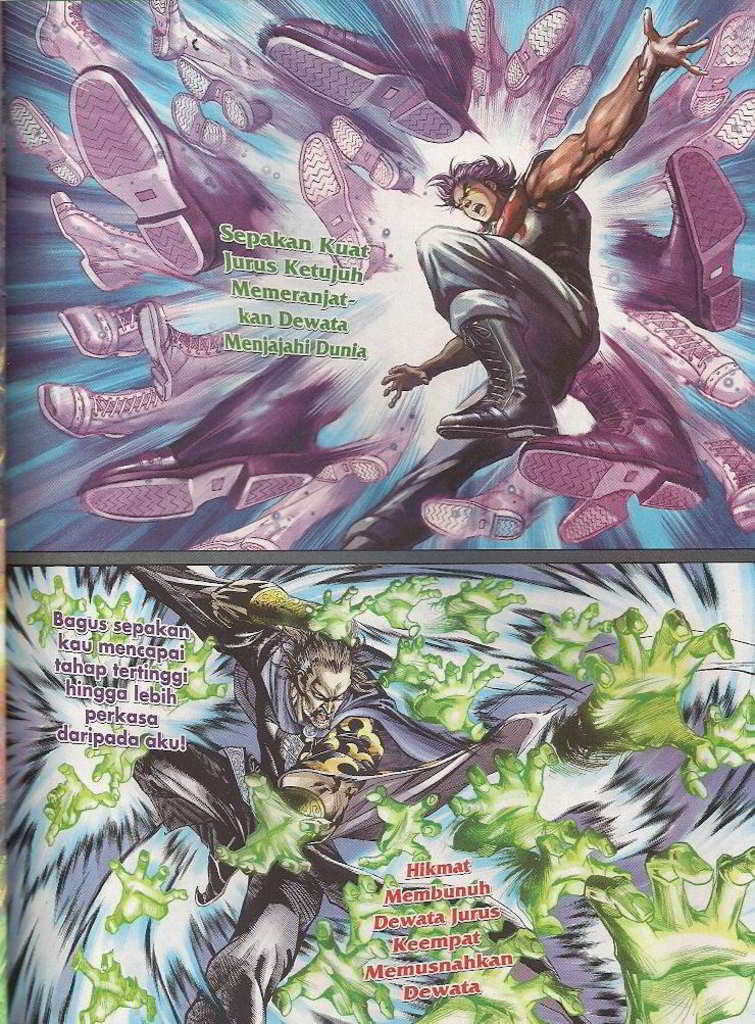 Sepakan Kuat
Jurus Ketujuh
Memeranjat-
kan Dewata
Menjajahi Dunia
Bagus sepakan
kau mencapai
tahap tertinggi
hingga lebih
perkasa
daripada aku!
Hikmat
Membunuh
Dewata Jurus
Keempat
Memusnahkan
Dewata